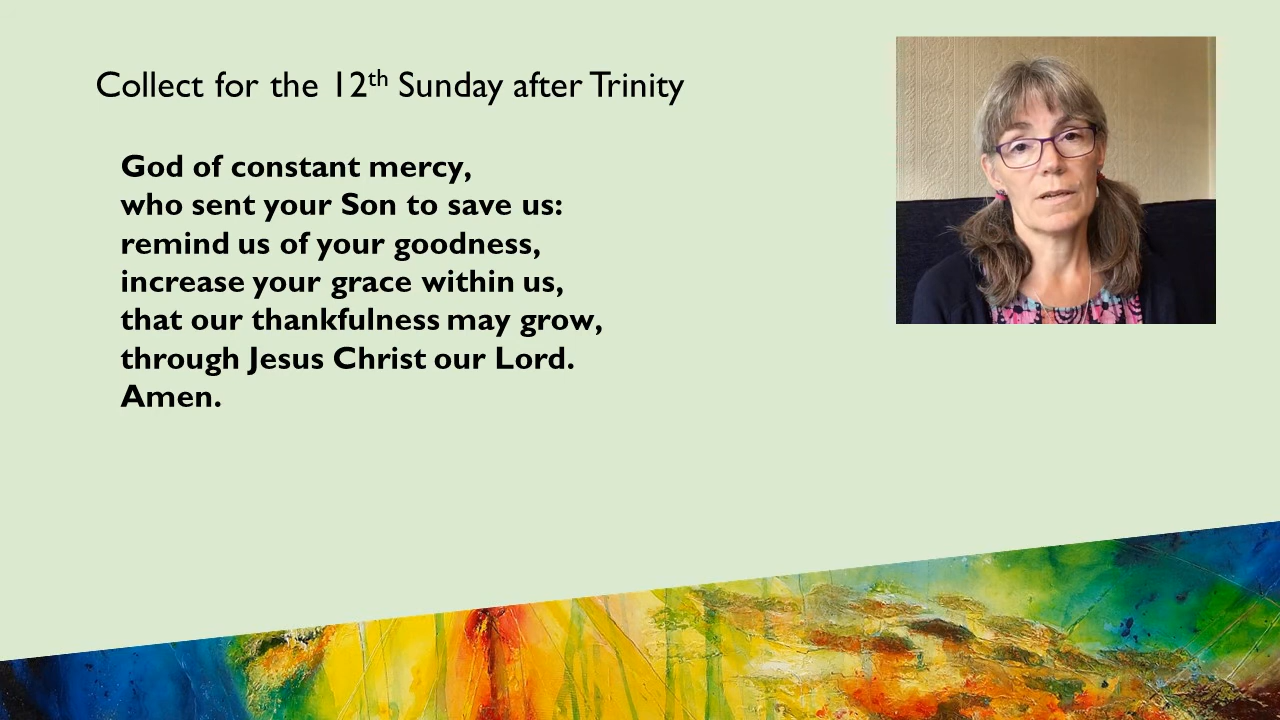 Collect for the 12th Sunday after Trinity
God of constant mercy,
who sent your Son to save us:
remind us of your goodness,
increase your grace within us,
that our thankfulness may grow,
through Jesus Christ our Lord.
Amen.